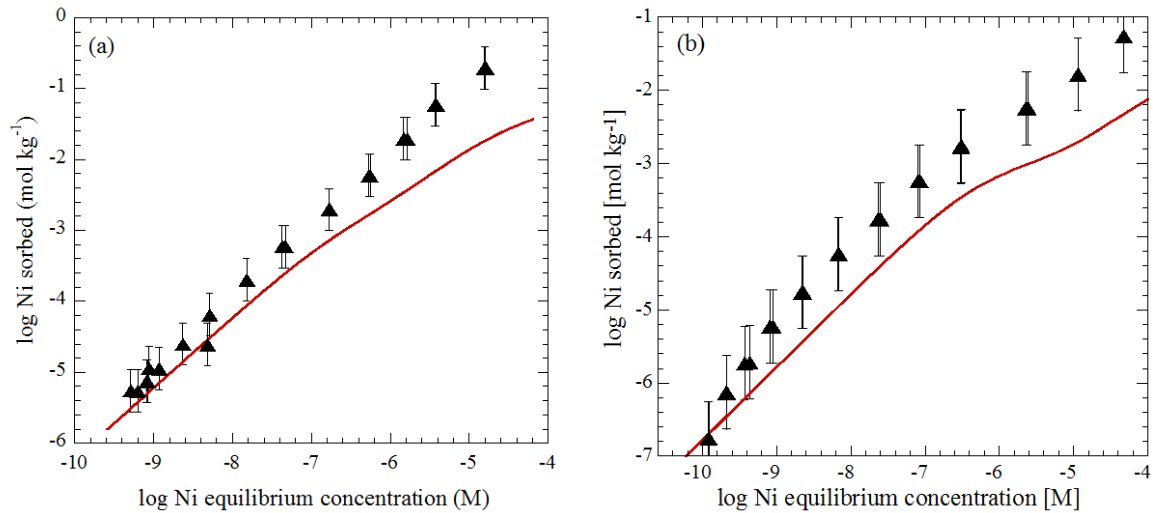 (a)
log Ni sorbed (mol kg⁻¹)
0
-1
-2
-3
-4
-5
-6
-10 -9 -8 -7 -6 -5 -4
log Ni equilibrium concentration (M)
(b)
log Ni sorbed [mol kg⁻¹]
-1
-2
-3
-4
-5
-6
-7
-10 -9 -8 -7 -6 -5 -4
log Ni equilibrium concentration [M]